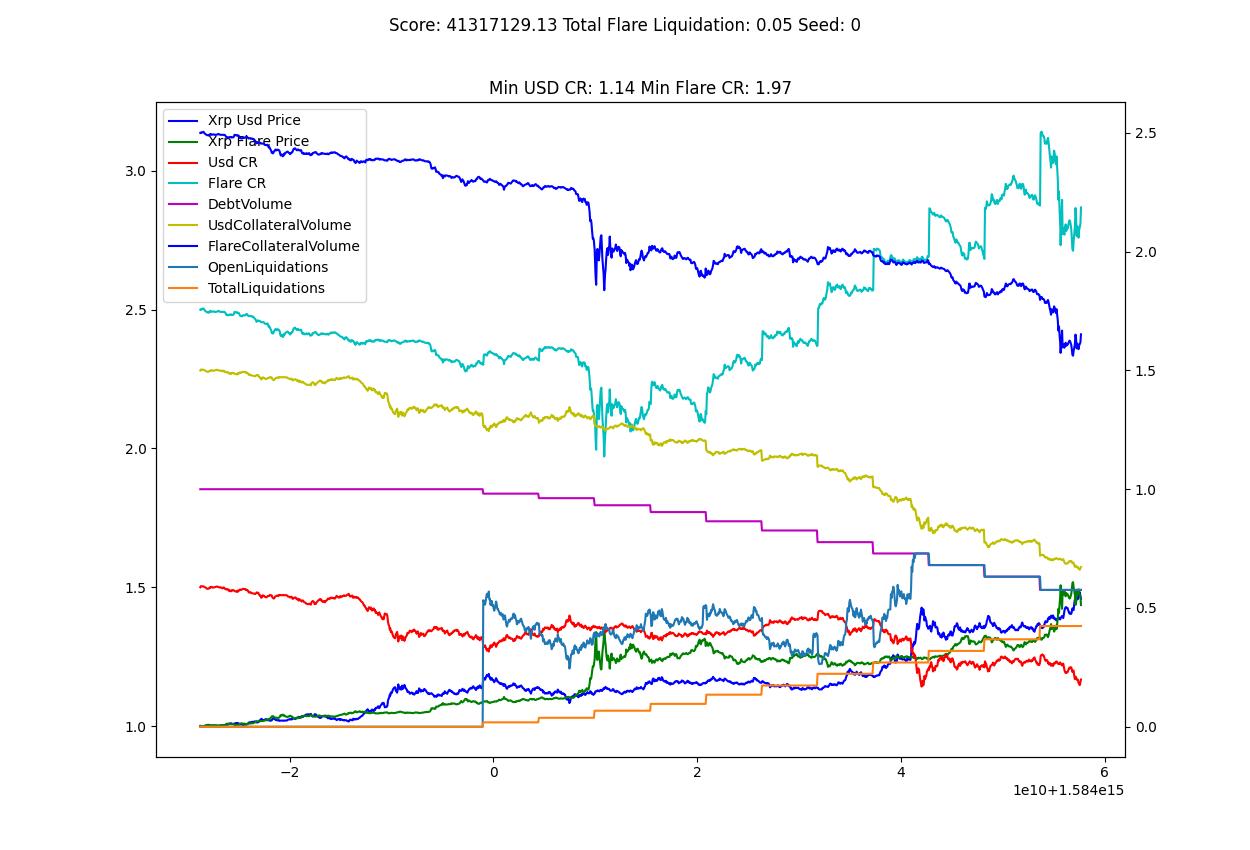 Score: 41317129.13 Total Flare Liquidation: 0.05 Seed: 0
Min USD CR: 1.14 Min Flare CR: 1.97
Xrp Usd Price
Xrp Flare Price
Usd CR
Flare CR
DebtVolume
UsdCollateralVolume
FlareCollateralVolume
OpenLiquidations
TotalLiquidations
3.0
2.5
2.0
1.5
1.0
2.5
2.0
1.5
1.0
0.5
0.0
−2
0
2
4
6
1e10+1.584e15